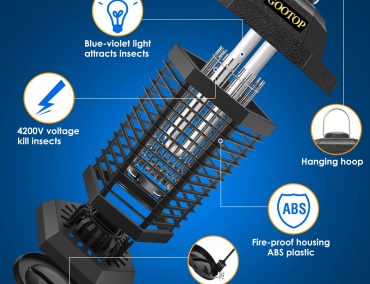 GOOTOP
Blue-violet light
attracts insects
4200V voltage
kill insects
Hanging hoop
ABS
Fire-proof housing
ABS plastic